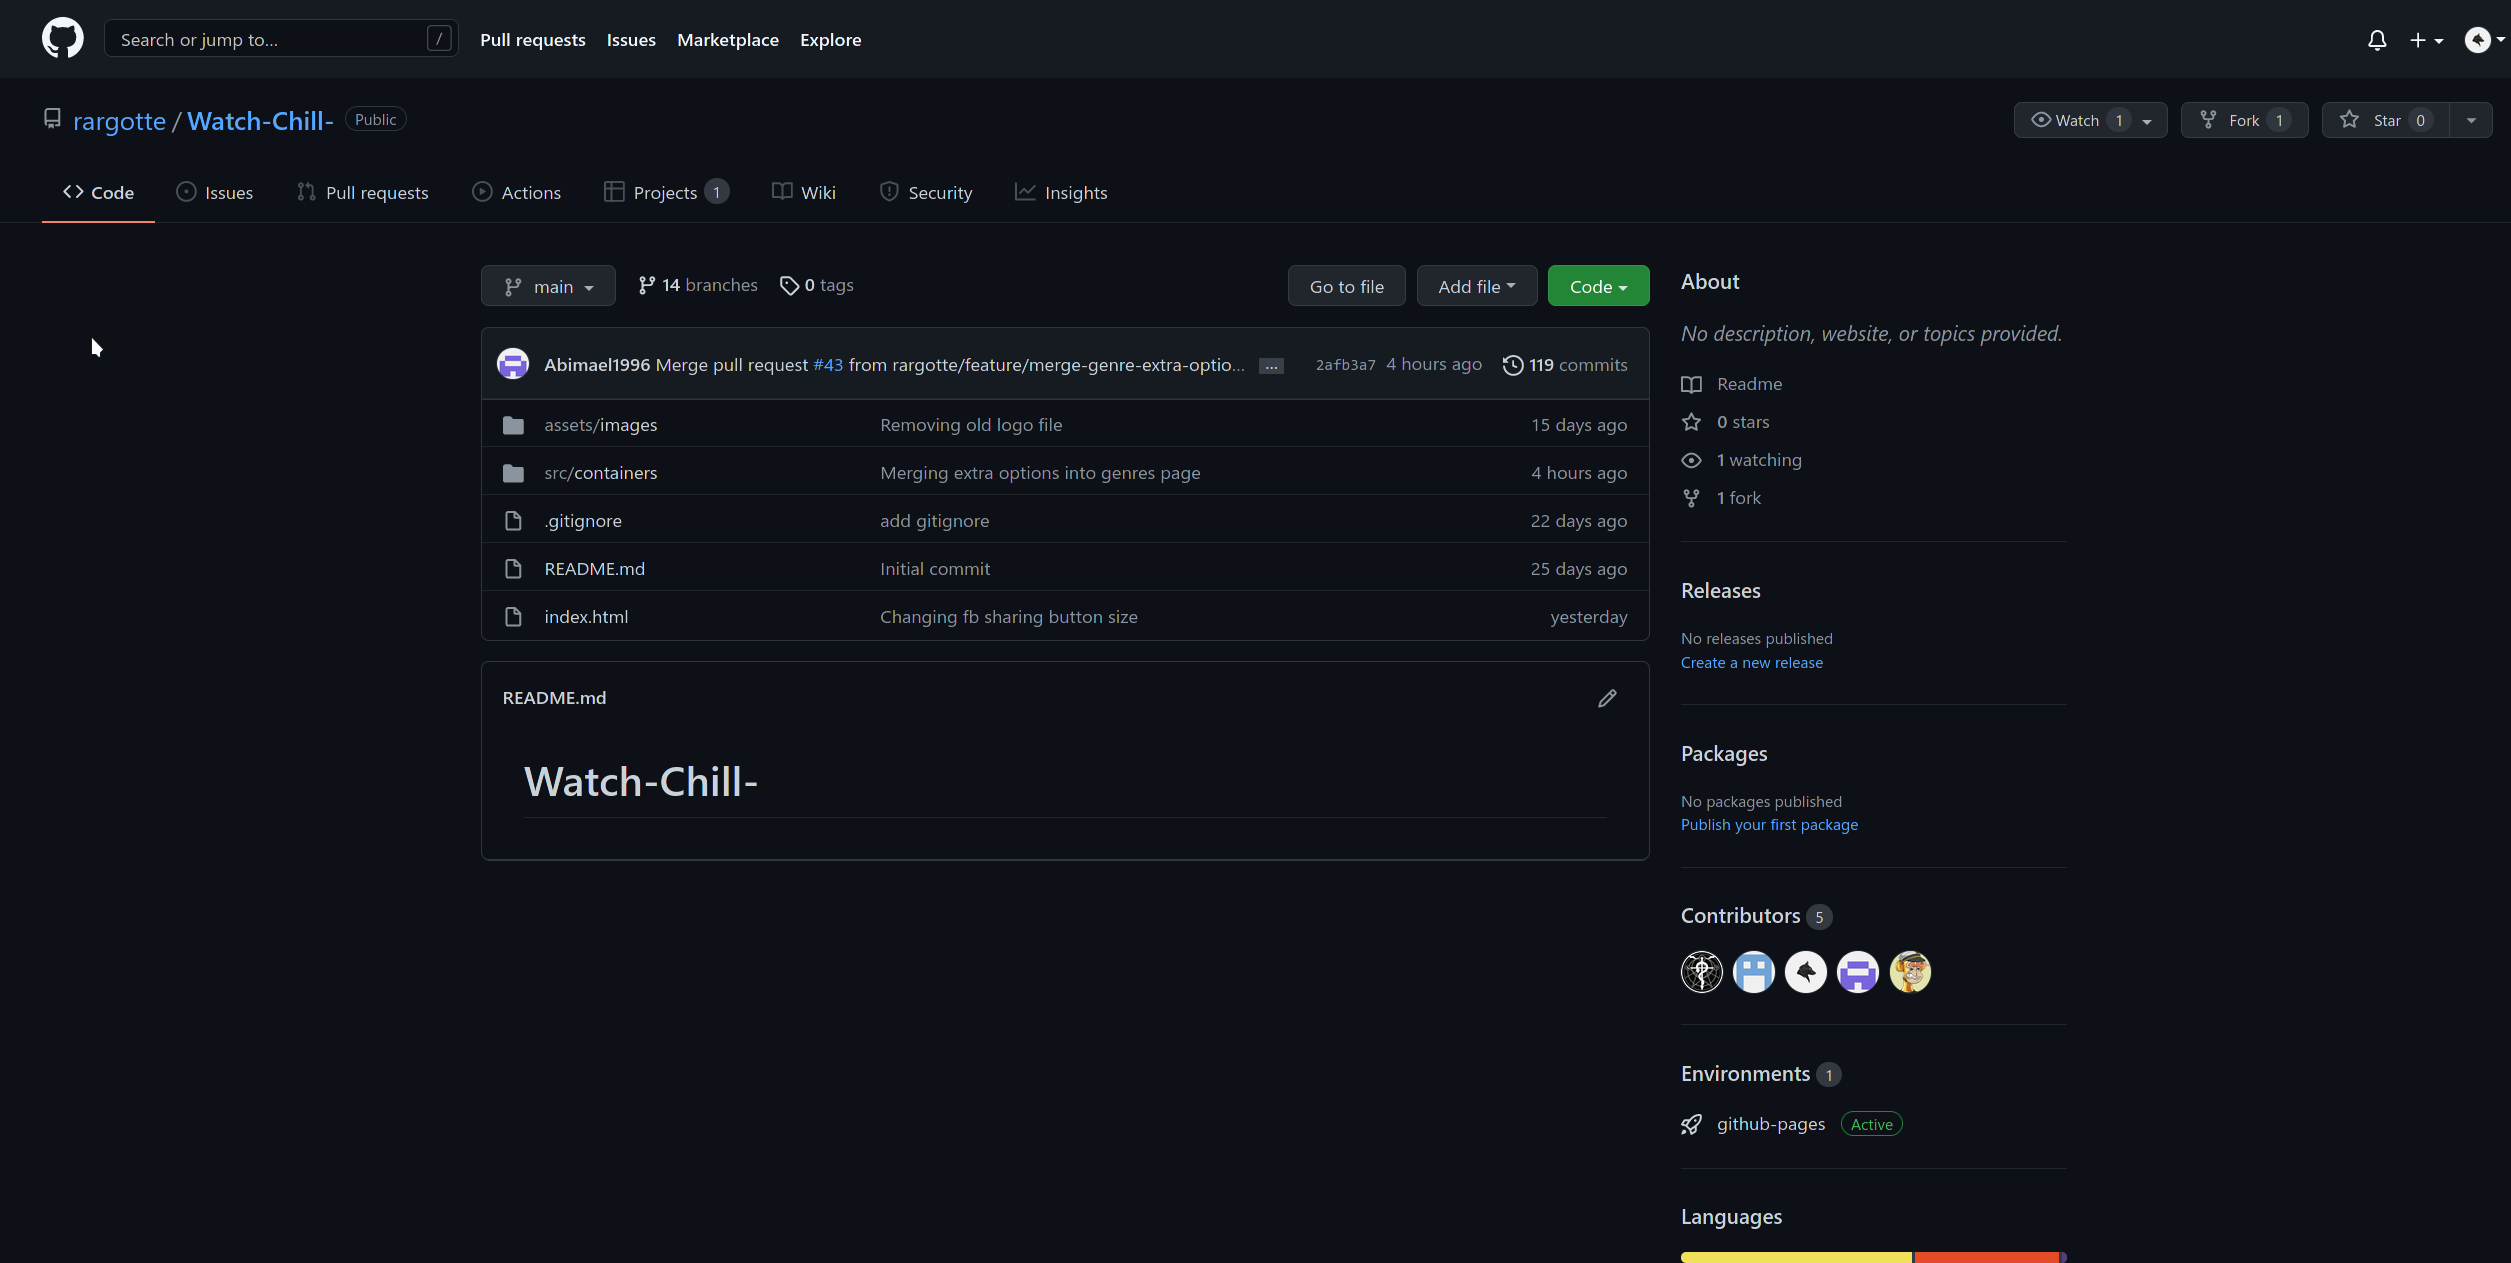 Search or jump to...
/
Pull requests
Issues
Marketplace
Explore
rargotte / Watch-Chill-
Public
Watch 1
Fork 1
Star 0
Code
Issues
Pull requests
Actions
Projects 1
Wiki
Security
Insights
main
14 branches
0 tags
Go to file
Add file
Code
Abimael1996 Merge pull request #43 from rargotte/feature/merge-genre-extra-optio... ...
2afb3a7 4 hours ago
119 commits
assets/images
Removing old logo file
15 days ago
src/containers
Merging extra options into genres page
4 hours ago
.gitignore
add gitignore
22 days ago
README.md
Initial commit
25 days ago
index.html
Changing fb sharing button size
yesterday
README.md
Watch-Chill-
About
No description, website, or topics provided.
Readme
0 stars
1 watching
1 fork
Releases
No releases published
Create a new release
Packages
No packages published
Publish your first package
Contributors 5
Environments 1
github-pages Active
Languages